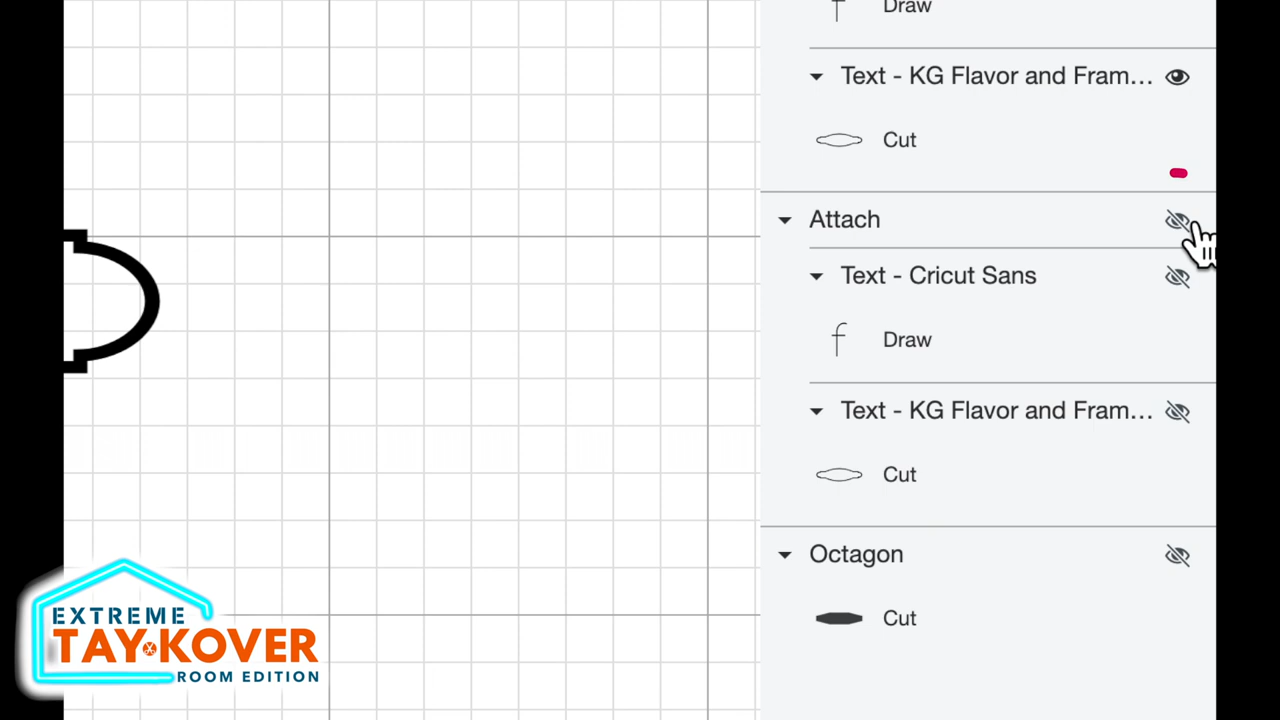 Draw
Text - KG Flavor and Fram...
Cut
Attach
Text - Cricut Sans
Draw
Text - KG Flavor and Fram...
Cut
Octagon
Cut
EXTREME
TAY KOVER
ROOM EDITION